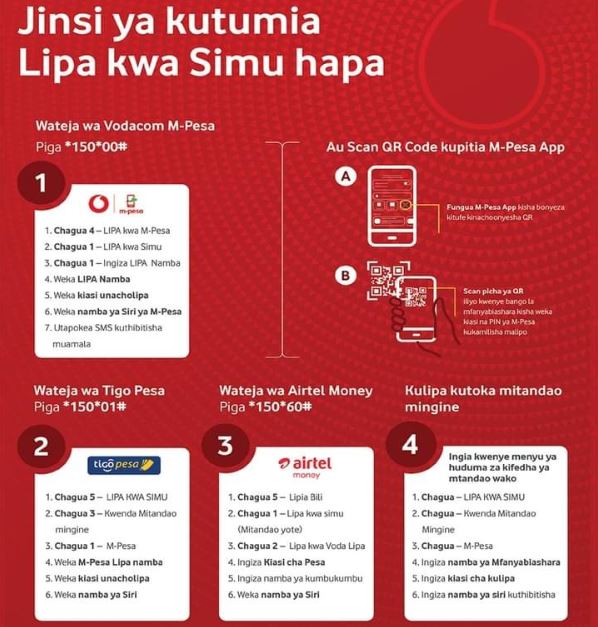 Jinsi ya kutumia
Lipa kwa Simu hapa
Wateja wa Vodacom M-Pesa
Piga *150*00#
1
m-pesa
1. Chagua 4 – LIPA kwa M-Pesa
2. Chagua 1 – LIPA kwa Simu
3. Chagua 1 – Ingiza LIPA Namba
4. Weka LIPA Namba
5. Weka kiasi unacholipa
6. Weka namba ya Siri ya M-Pesa
7. Utapokea SMS kuthibitisha
muamala
Au Scan QR Code kupitia M-Pesa App
A
Fungua M-Pesa App kisha bonyeza
kitufe kinachoonyesha QR
B
Scan picha ya QR
iliyo kwenye bango la
mfanyabiashara kisha weka
kiasi na PIN ya M-Pesa
kukamilisha malipo
Wateja wa Tigo Pesa
Piga *150*01#
2
tigo pesa
1. Chagua 5 – LIPA KWA SIMU
2. Chagua 3 – Kwenda Mitandao
mingine
3. Chagua 1 – M-Pesa
4. Weka M-Pesa Lipa namba
5. Weka kiasi unacholipa
6. Weka namba ya Siri
Wateja wa Airtel Money
Piga *150*60#
3
airtel
money
1. Chagua 5 – Lipia Bili
2. Chagua 1 – Lipa kwa simu
(Mitandao yote)
3. Chagua 2 – Lipa kwa Voda Lipa
4. Ingiza Kiasi cha Pesa
5. Ingiza namba ya kumbukumbu
6. Weka namba ya Siri
Kulipa kutoka mitandao
mingine
4
Ingia kwenye menyu ya
huduma za kifedha ya
mtandao wako
1. Chagua – LIPA KWA SIMU
2. Chagua – Kwenda Mitandao
Mingine
3. Chagua – M-Pesa
4. Ingiza namba ya Mfanyabiashara
5. Ingiza kiasi cha kulipa
6. Ingiza namba ya siri kuthibitisha